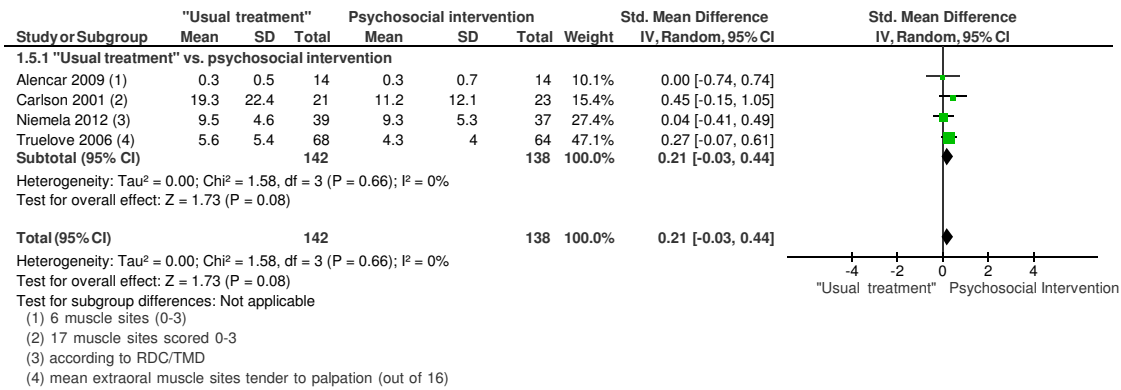 "Usual treatment" Psychosocial intervention Std. Mean Difference Std. Mean Difference
Study or Subgroup Mean SD Total Mean SD Total Weight IV, Random, 95% CI IV, Random, 95% CI
1.5.1 "Usual treatment" vs. psychosocial intervention
Alencar 2009 (1) 0.3 0.5 14 0.3 0.7 14 10.1% 0.00 [-0.74, 0.74]
Carlson 2001 (2) 19.3 22.4 21 11.2 12.1 23 15.4% 0.45 [-0.15, 1.05]
Niemela 2012 (3) 9.5 4.6 39 9.3 5.3 37 27.4% 0.04 [-0.41, 0.49]
Truelove 2006 (4) 5.6 5.4 68 4.3 4 64 47.1% 0.27 [-0.07, 0.61]
Subtotal (95% CI) 142 138 100.0% 0.21 [-0.03, 0.44]
Heterogeneity: Tau² = 0.00; Chi² = 1.58, df = 3 (P = 0.66); I² = 0%
Test for overall effect: Z = 1.73 (P = 0.08)
Total (95% CI) 142 138 100.0% 0.21 [-0.03, 0.44]
Heterogeneity: Tau² = 0.00; Chi² = 1.58, df = 3 (P = 0.66); I² = 0%
Test for overall effect: Z = 1.73 (P = 0.08)
Test for subgroup differences: Not applicable
-4 -2 0 2 4
"Usual treatment" Psychosocial Intervention
(1) 6 muscle sites (0-3)
(2) 17 muscle sites scored 0-3
(3) according to RDC/TMD
(4) mean extraoral muscle sites tender to palpation (out of 16)